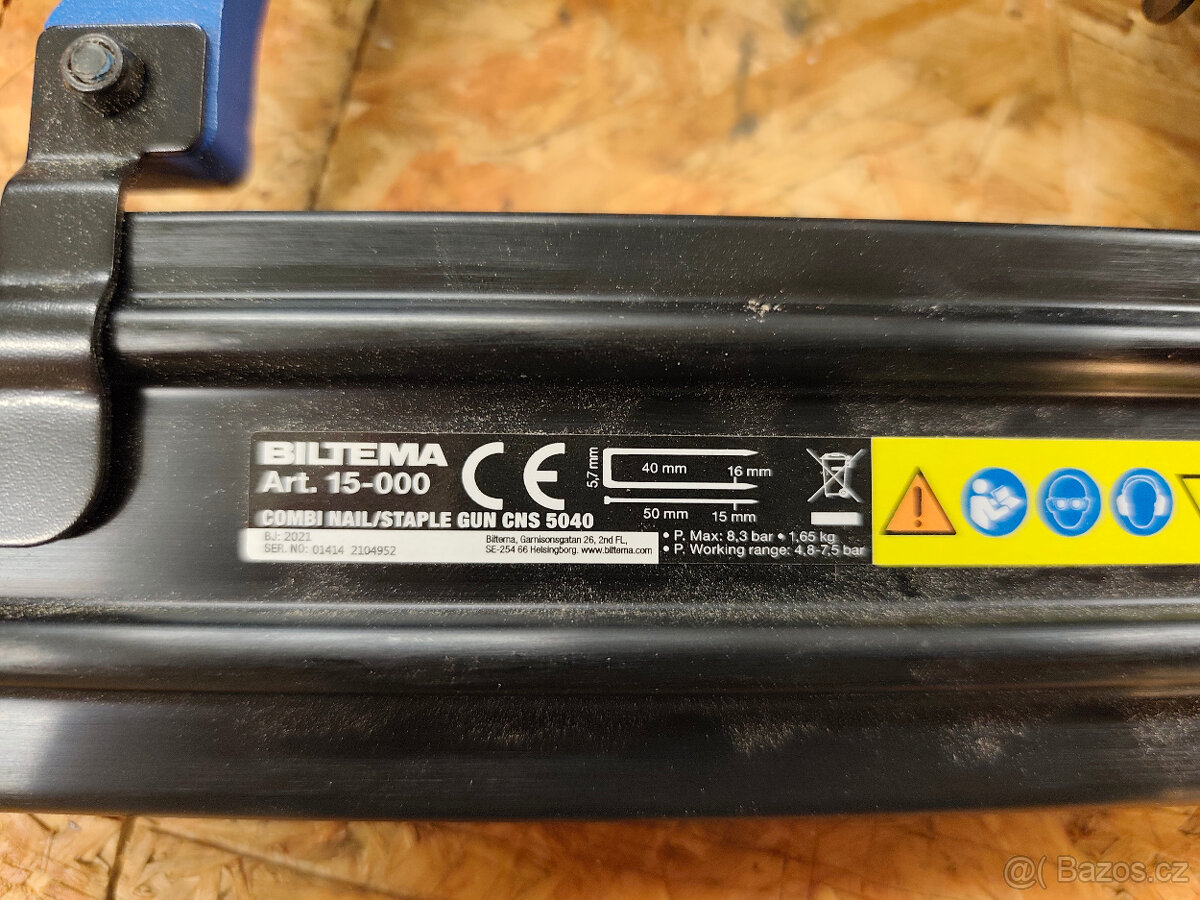 BILTEMA
Art. 15-000
CE
5,7 mm
40 mm
16 mm
50 mm
15 mm
COMBI NAIL/STAPLE GUN CNS 5040
BJ: 2021
SER. NO: 01414 2104952
Biltema, Garnisonsgatan 26, 2nd FL,
SE-254 66 Helsingborg. www.biltema.com
• P. Max: 8,3 bar • 1,65 kg
• P. Working range: 4,8-7,5 bar
Bazos.cz